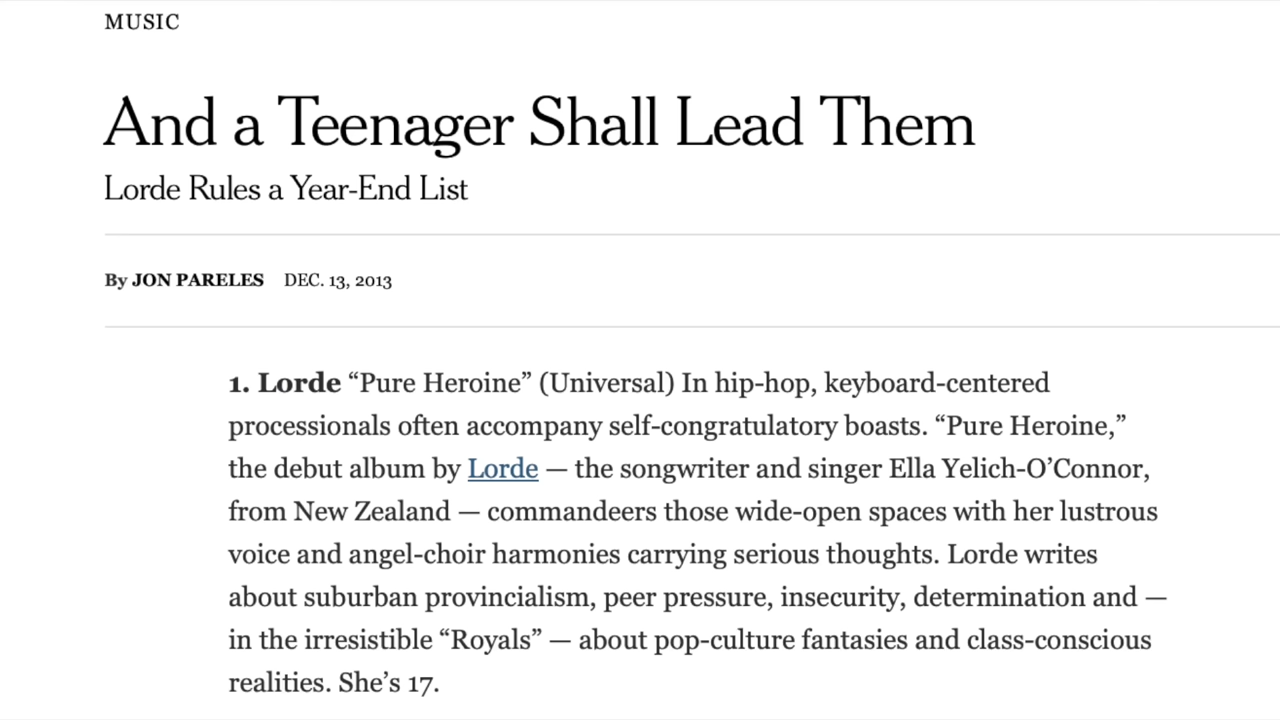 MUSIC
And a Teenager Shall Lead Them
Lorde Rules a Year-End List
By JON PARELES DEC. 13, 2013
1. Lorde “Pure Heroine” (Universal) In hip-hop, keyboard-centered
processionals often accompany self-congratulatory boasts. “Pure Heroine,”
the debut album by Lorde — the songwriter and singer Ella Yelich-O’Connor,
from New Zealand — commandeers those wide-open spaces with her lustrous
voice and angel-choir harmonies carrying serious thoughts. Lorde writes
about suburban provincialism, peer pressure, insecurity, determination and —
in the irresistible “Royals” — about pop-culture fantasies and class-conscious
realities. She’s 17.